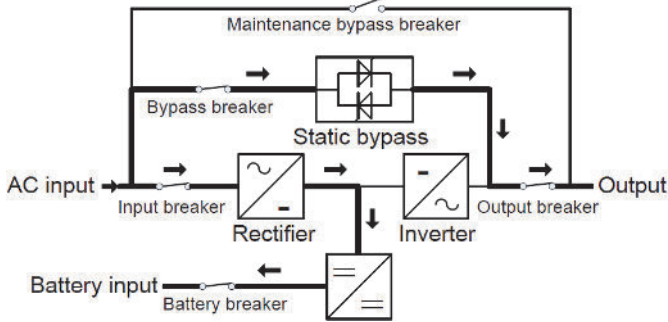 Maintenance bypass breaker
Bypass breaker
Static bypass
AC input
Output
Input breaker
Output breaker
Rectifier
Inverter
Battery input
Battery breaker